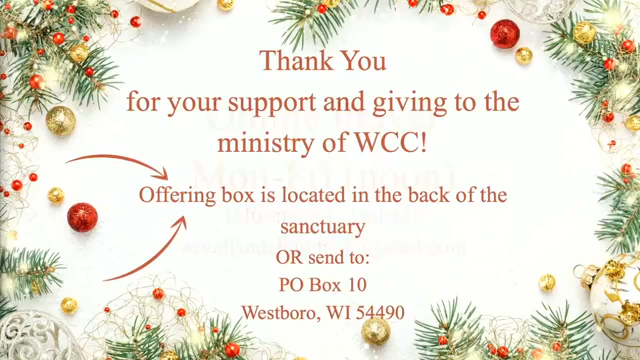 Thank You
for your support and giving to the
ministry of WCC!
Offering box is located in the back of the
sanctuary
OR send to:
PO Box 10
Westboro, WI 54490